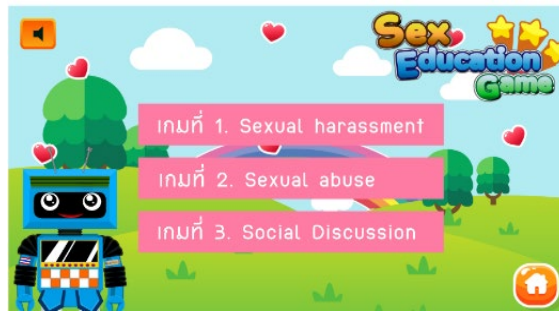 Sex
Education
Game
เกมที่ 1. Sexual harassment
เกมที่ 2. Sexual abuse
เกมที่ 3. Social Discussion